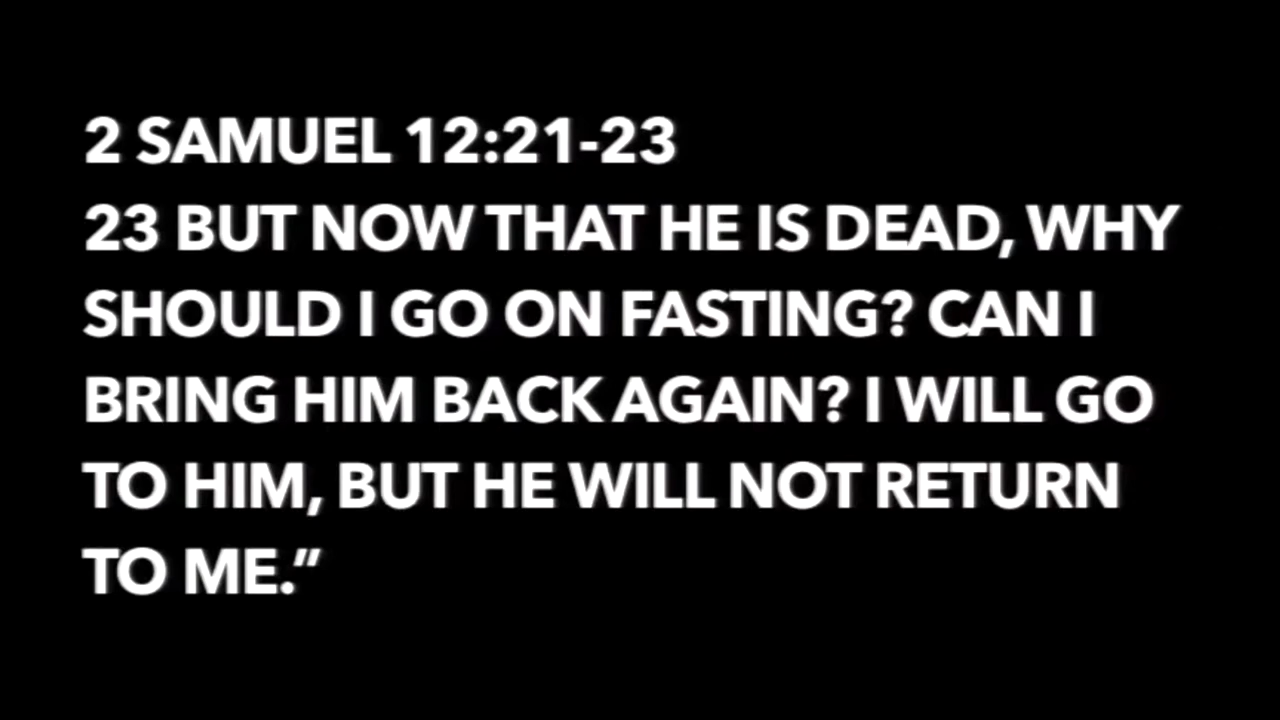 2 SAMUEL 12:21-23
23 BUT NOW THAT HE IS DEAD, WHY
SHOULD I GO ON FASTING? CAN I
BRING HIM BACK AGAIN? I WILL GO
TO HIM, BUT HE WILL NOT RETURN
TO ME.”